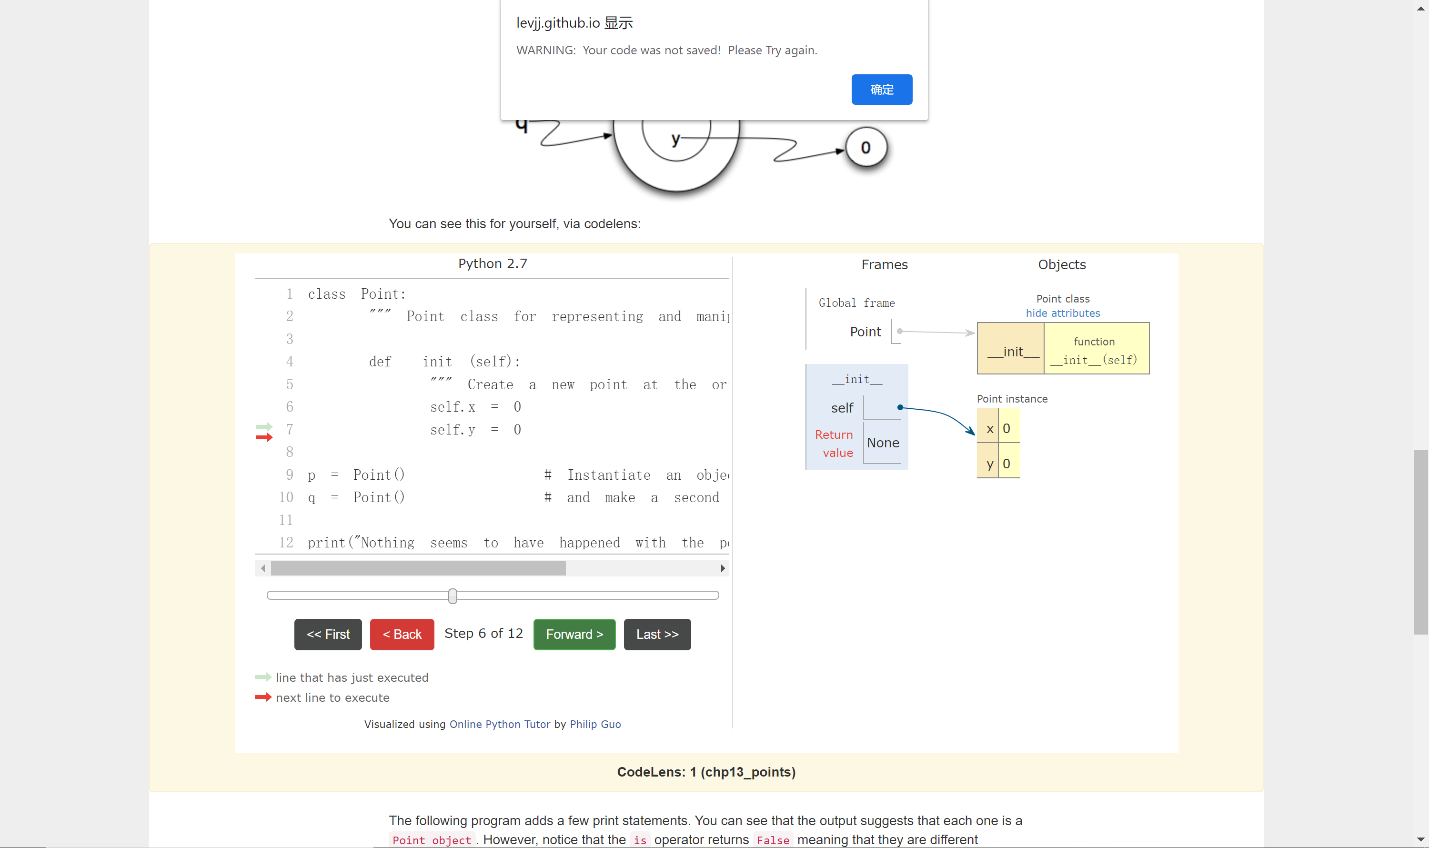 levjj.github.io 显示
WARNING: Your code was not saved! Please Try again.
确定
q
y
0
You can see this for yourself, via codelens:
Python 2.7
1 class Point:
2 """ Point class for representing and
3
4 def init (self):
5 """ Create a new point at the
6 self.x = 0
7 self.y = 0
8
9 p = Point() # Instantiate an
10 q = Point() # and make a second
11
12 print("Nothing seems to have happened with the
<< First
< Back
Step 6 of 12
Forward >
Last >>
line that has just executed
next line to execute
Visualized using Online Python Tutor by Philip Guo
Frames
Objects
Global frame
Point
Point class
hide attributes
__init__
function
__init__(self)
__init__
self
Return
value
None
Point instance
x 0
y 0
CodeLens: 1 (chp13_points)
The following program adds a few print statements. You can see that the output suggests that each one is a
Point object . However, notice that the is operator returns False meaning that they are different